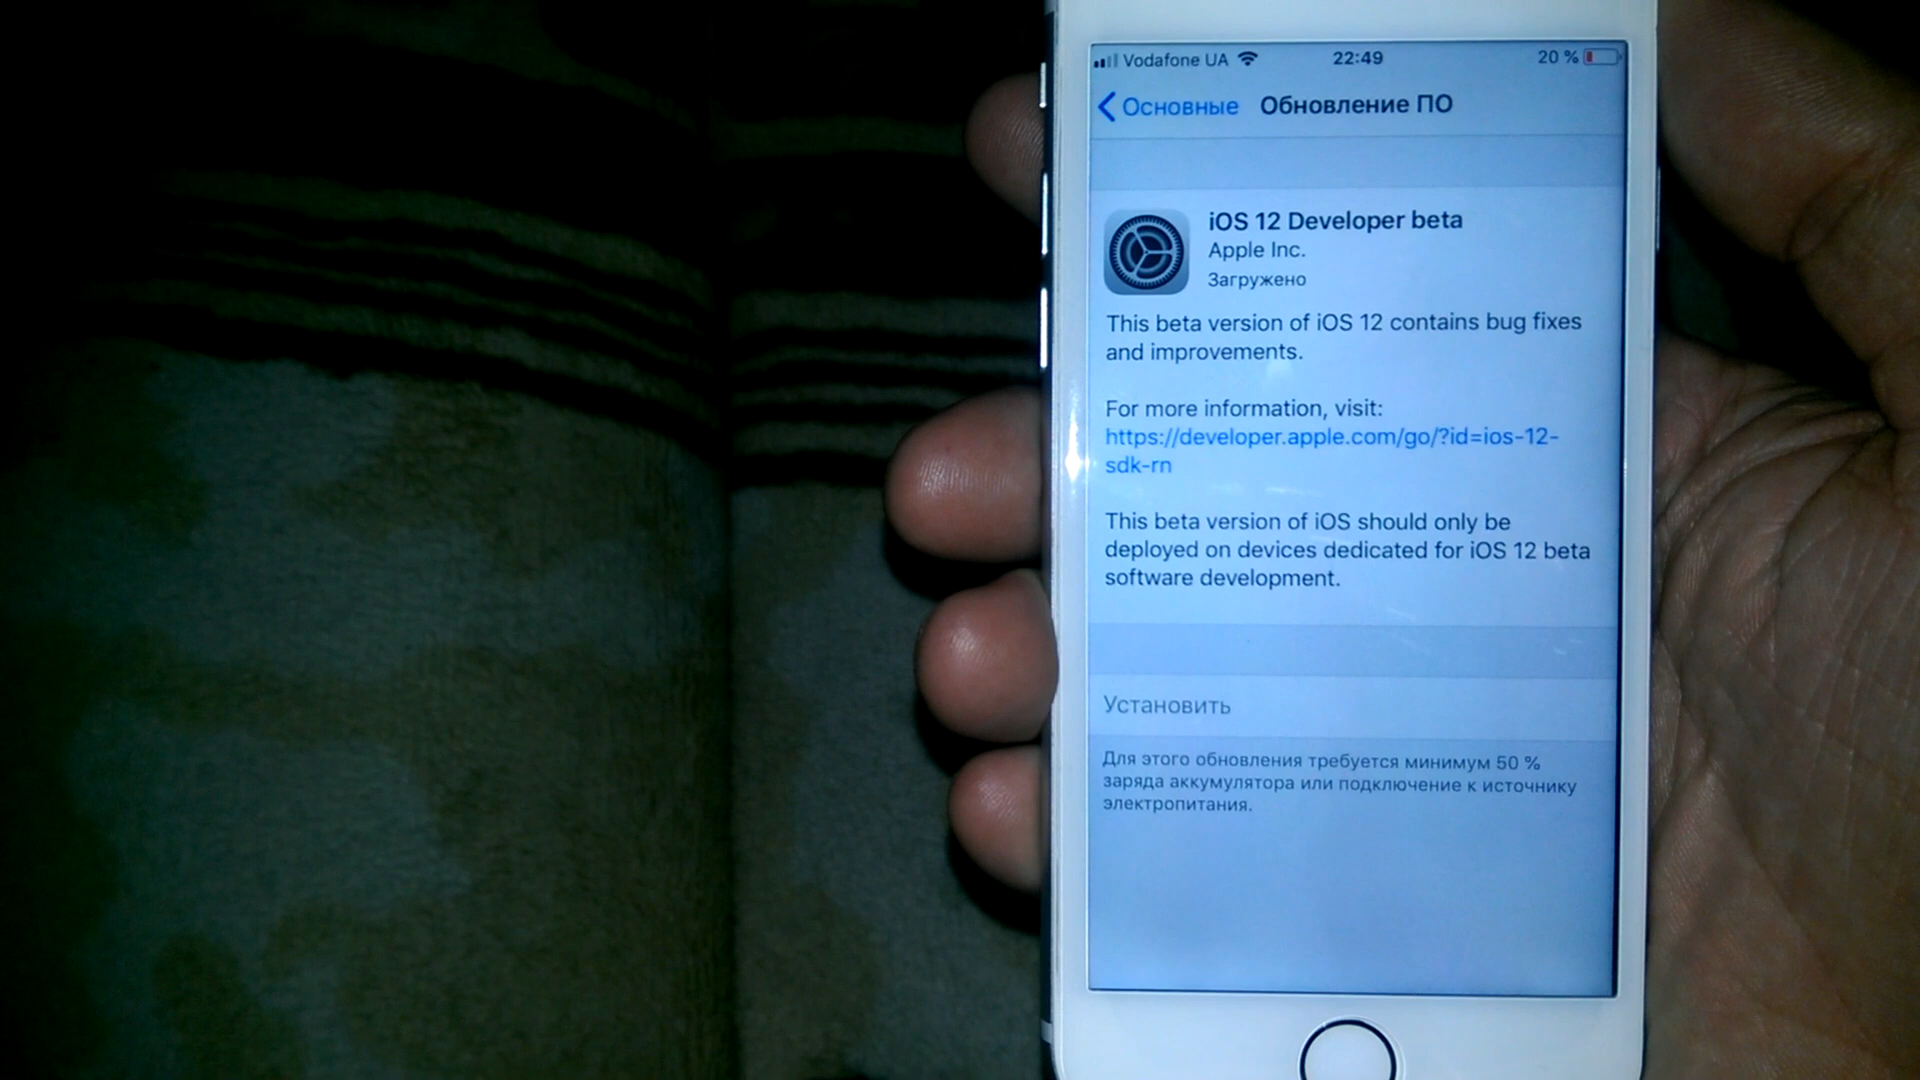 Vodafone UA 22:49 20 %
Основные Обновление ПО
iOS 12 Developer beta
Apple Inc.
Загружено
This beta version of iOS 12 contains bug fixes
and improvements.
For more information, visit:
https://developer.apple.com/go/?id=ios-12-
sdk-rn
This beta version of iOS should only be
deployed on devices dedicated for iOS 12 beta
software development.
Установить
Для этого обновления требуется минимум 50 %
заряда аккумулятора или подключение к источнику
электропитания.